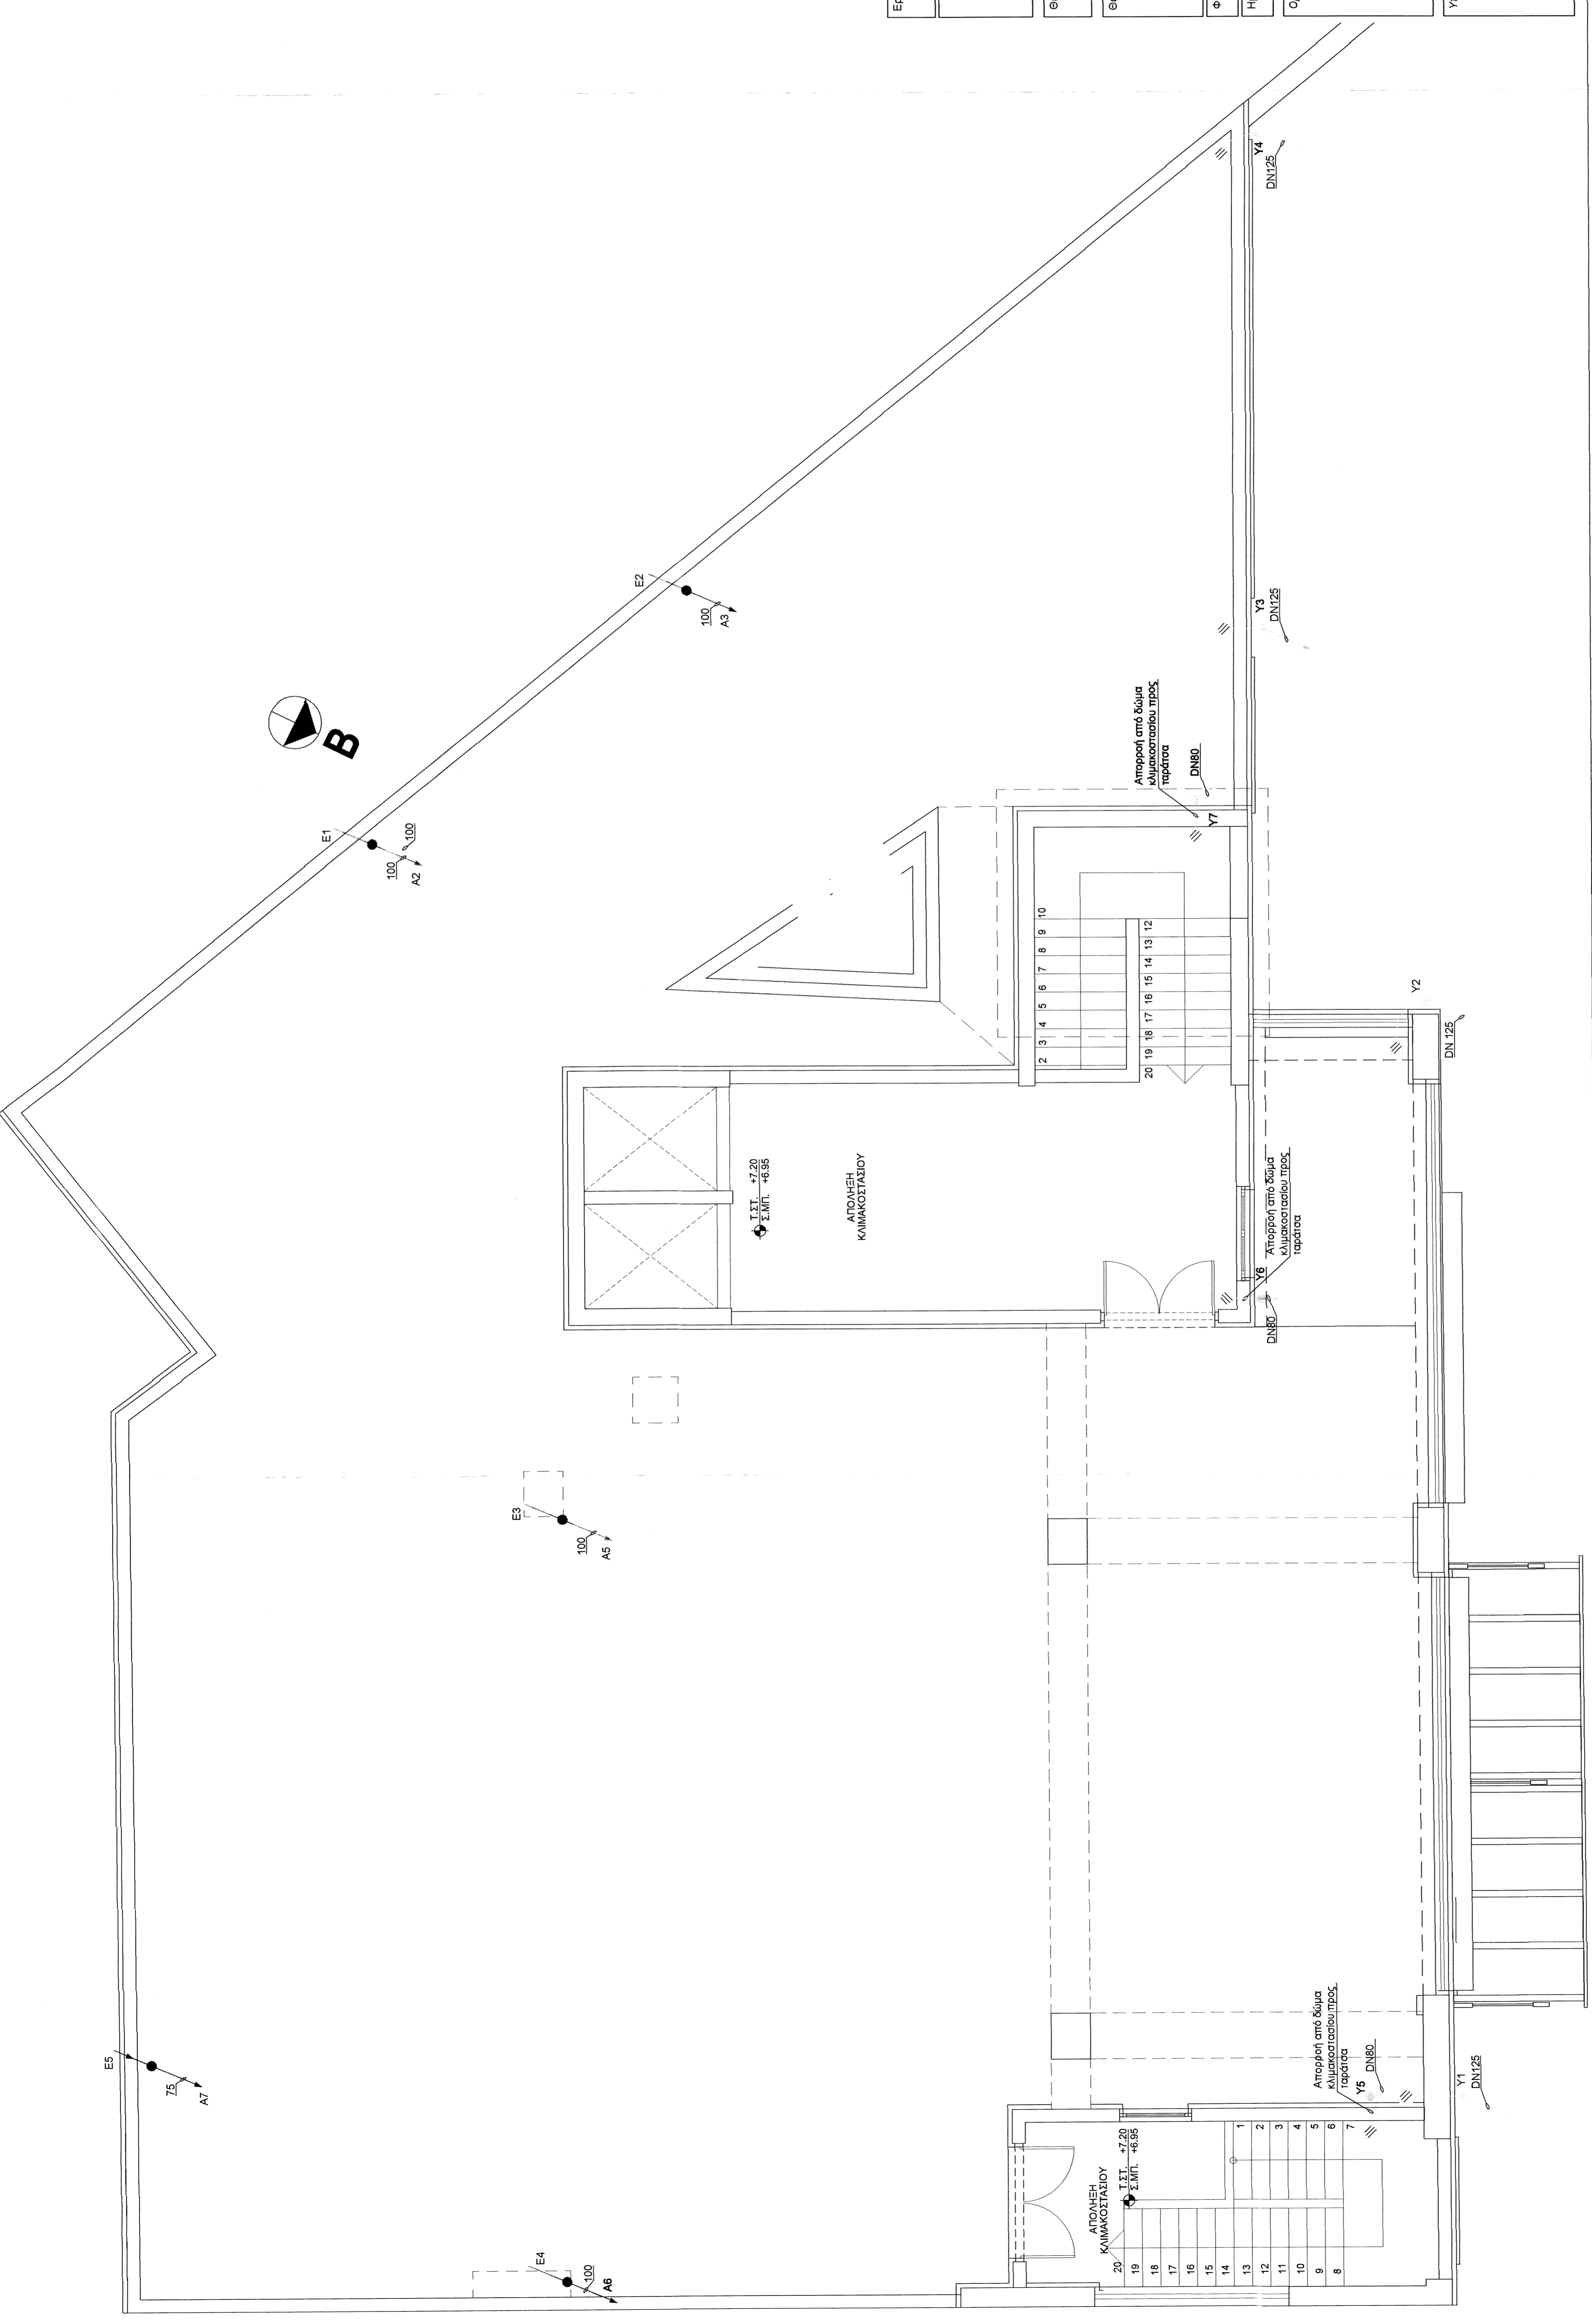 Ερ
Θε
Θε
Φ
Η
Ο
Υ
Y4
DN125
E2
100
A3
Y3
DN125
B
E1
100
100
A2
Απορροή από δώμα
κλιμακοστασίου προς
ταράτσα
DN80
Y7
2 3 4 5 6 7 8 9 10
20 19 18 17 16 15 14 13 12
Y2
DN 125
Τ.ΣΤ. +7.20
Σ.ΜΠ. +6.95
ΑΠΟΛΗΞΗ
ΚΛΙΜΑΚΟΣΤΑΣΙΟΥ
Απορροή από δώμα
κλιμακοστασίου προς
ταράτσα
Y6
DN80
E3
100
A5
E5
75
A7
Απορροή από δώμα
κλιμακοστασίου προς
ταράτσα
Y5
DN80
Y1
DN125
Τ.ΣΤ. +7.20
Σ.ΜΠ. +6.95
ΑΠΟΛΗΞΗ
ΚΛΙΜΑΚΟΣΤΑΣΙΟΥ
1 2 3 4 5 6 7
20 19 18 17 16 15 14 13 12 11 10 9 8
E4
100
A6